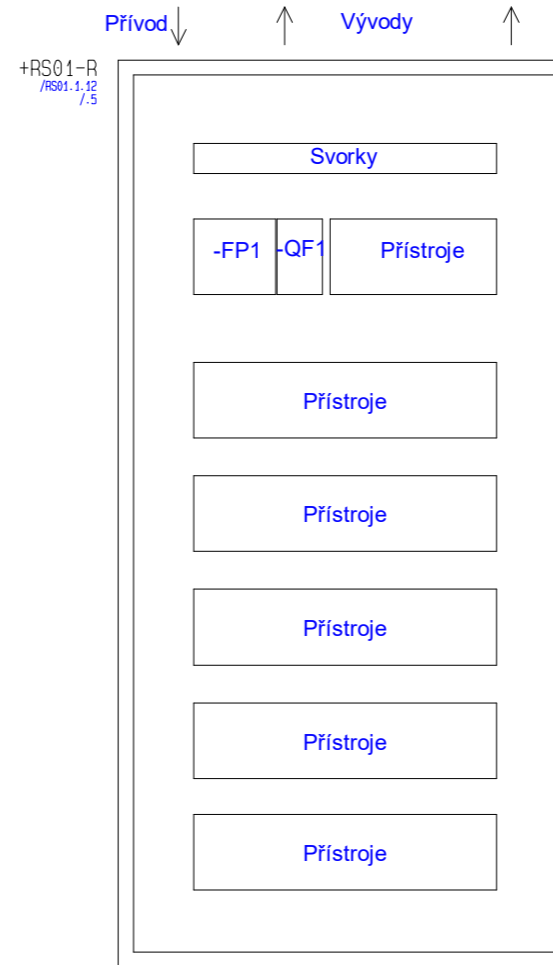 Přívod Vývody
+RS01-R
/RS01.1.12
/.5
Svorky
-FP1 -QF1 Přístroje
Přístroje
Přístroje
Přístroje
Přístroje
Přístroje